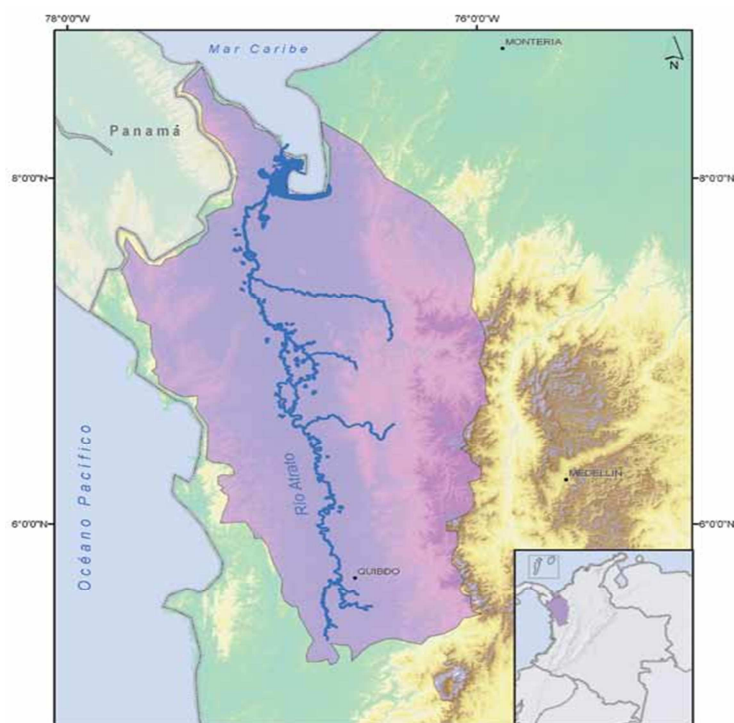 78°0'0"W
76°0'0"W
Mar Caribe
MONTERIA
N
Panamá
8°0'0"N
8°0'0"N
Océano Pacífico
Río Atrato
MEDELLIN
6°0'0"N
6°0'0"N
QUIBDO